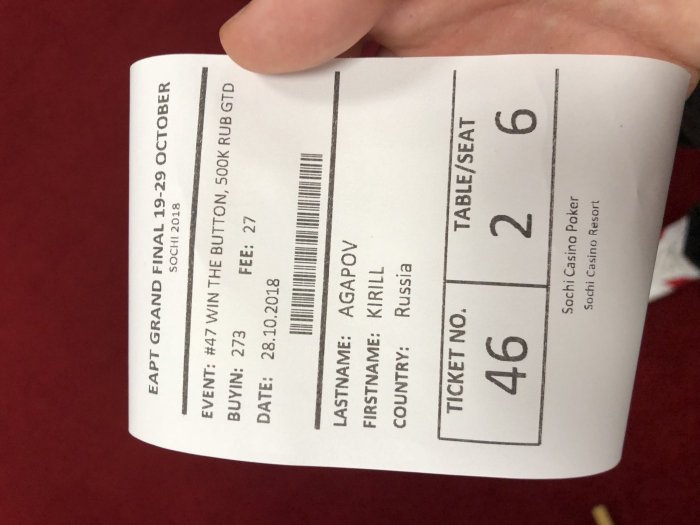 EAPT GRAND FINAL 19-29 OCTOBER
SOCHI 2018
EVENT: #47 WIN THE BUTTON, 500K RUB GTD
BUYIN: 273 FEE: 27
DATE: 28.10.2018
LASTNAME: AGAPOV
FIRSTNAME: KIRILL
COUNTRY: Russia
TICKET NO. TABLE/SEAT
46 2 6
Sochi Casino Poker
Sochi Casino Resort